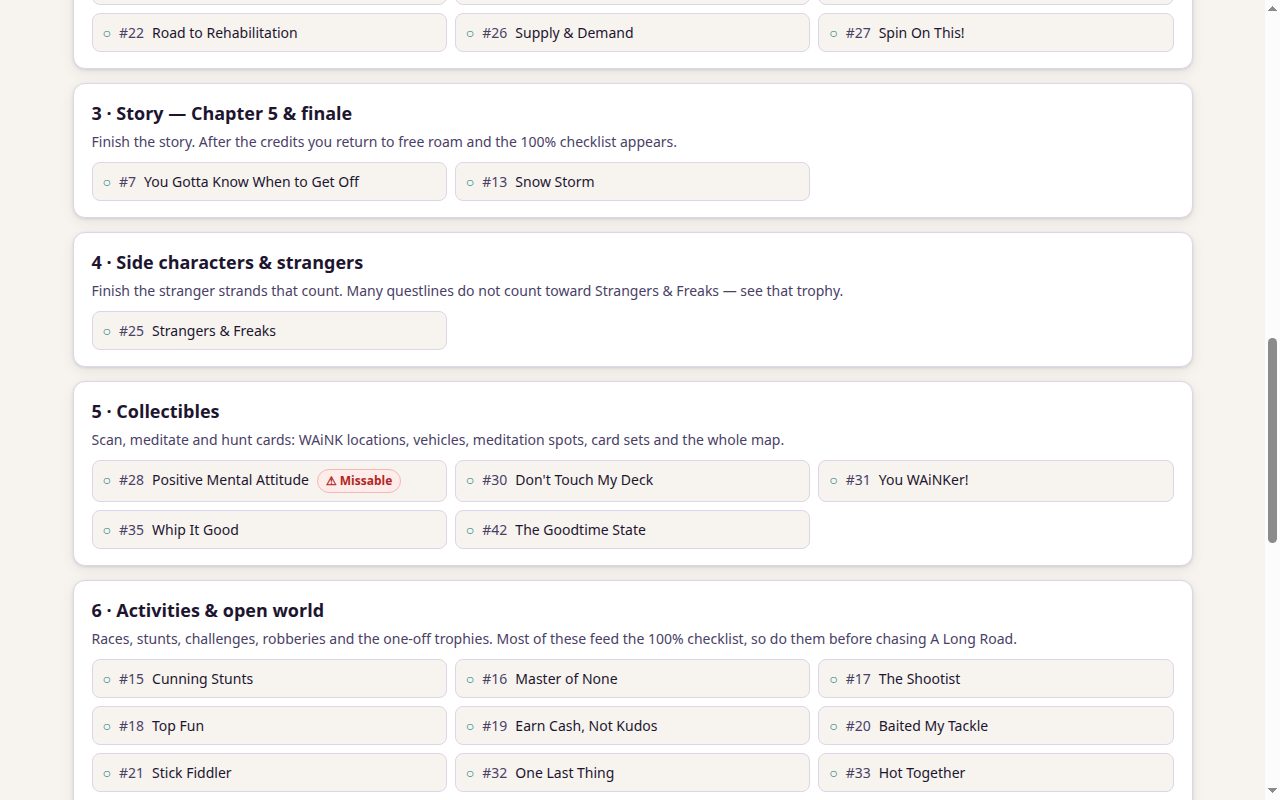 ○ #22 Road to Rehabilitation ○ #26 Supply & Demand ○ #27 Spin On This!
3 · Story — Chapter 5 & finale
Finish the story. After the credits you return to free roam and the 100% checklist appears.
○ #7 You Gotta Know When to Get Off ○ #13 Snow Storm
4 · Side characters & strangers
Finish the stranger strands that count. Many questlines do not count toward Strangers & Freaks — see that trophy.
○ #25 Strangers & Freaks
5 · Collectibles
Scan, meditate and hunt cards: WAiNK locations, vehicles, meditation spots, card sets and the whole map.
○ #28 Positive Mental Attitude ⚠ Missable ○ #30 Don't Touch My Deck ○ #31 You WAiNKer!
○ #35 Whip It Good ○ #42 The Goodtime State
6 · Activities & open world
Races, stunts, challenges, robberies and the one-off trophies. Most of these feed the 100% checklist, so do them before chasing A Long Road.
○ #15 Cunning Stunts ○ #16 Master of None ○ #17 The Shootist
○ #18 Top Fun ○ #19 Earn Cash, Not Kudos ○ #20 Baited My Tackle
○ #21 Stick Fiddler ○ #32 One Last Thing ○ #33 Hot Together